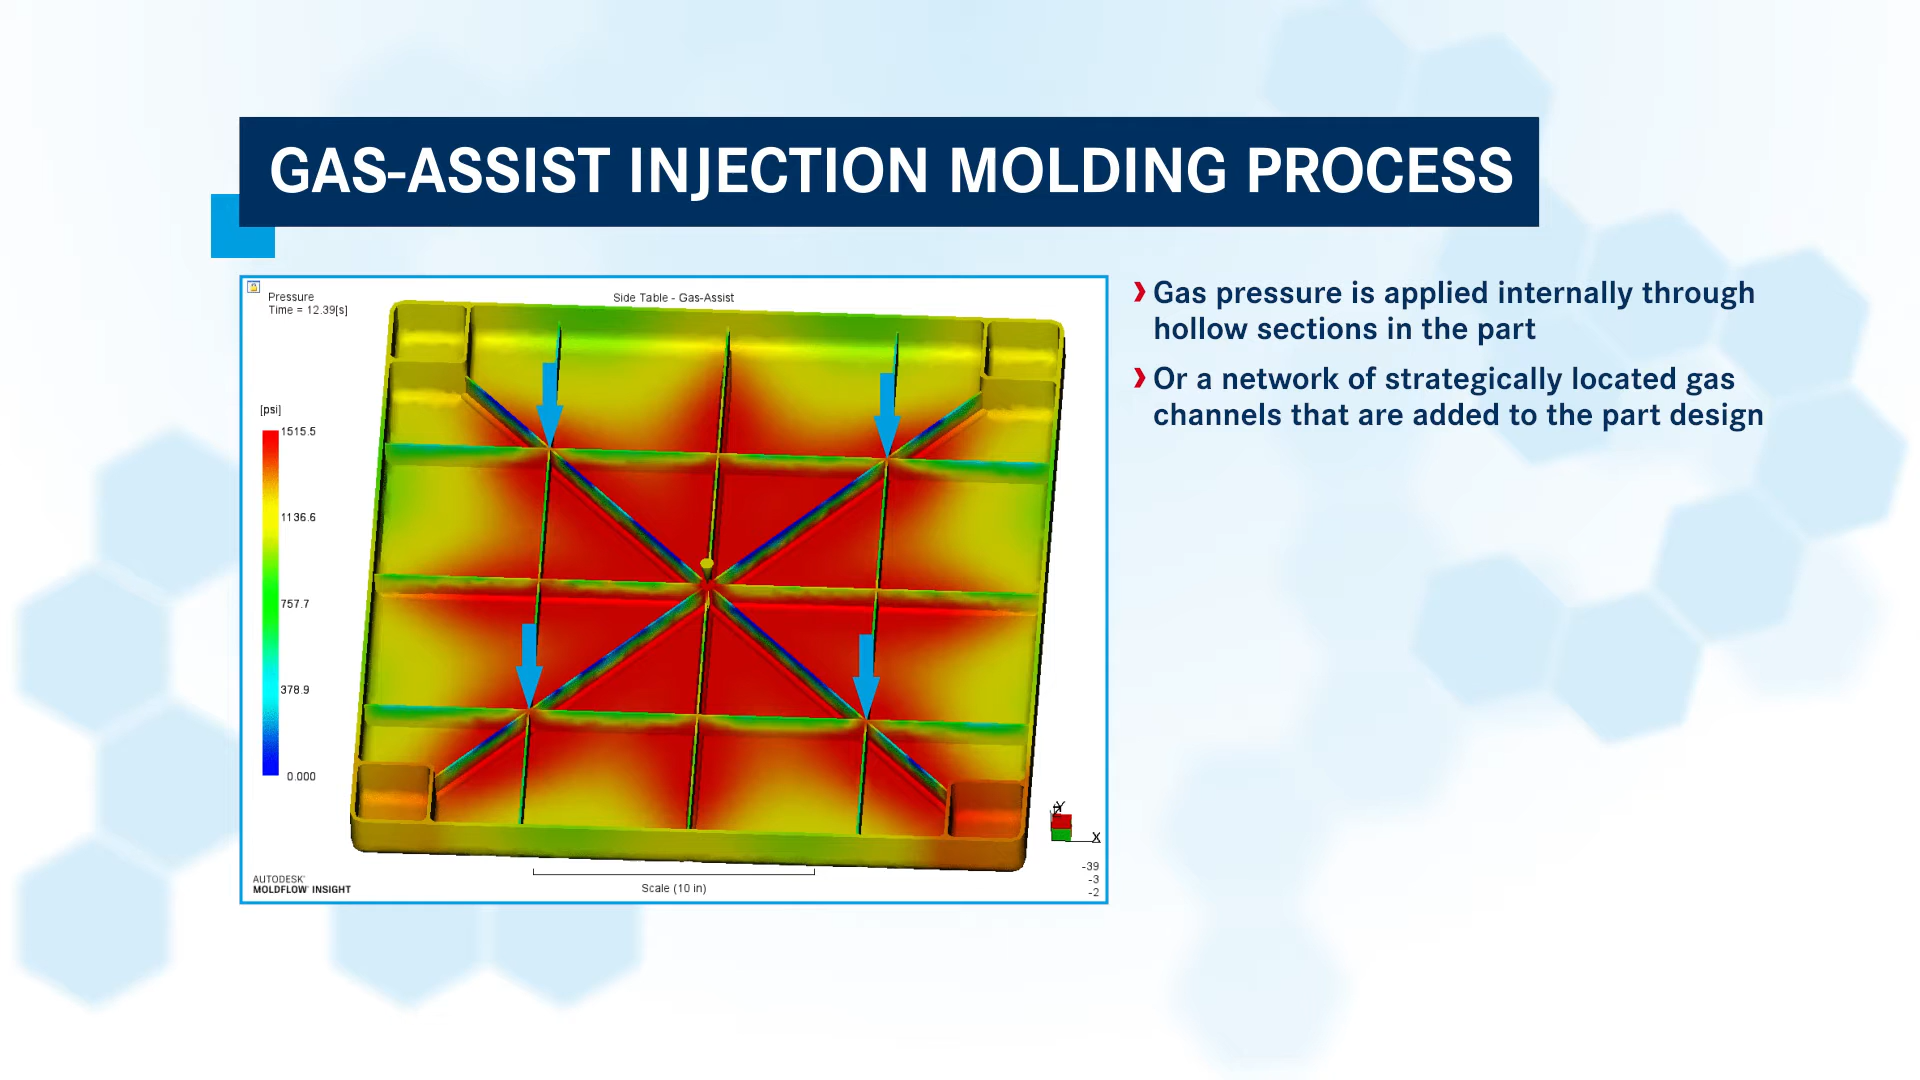 GAS-ASSIST INJECTION MOLDING PROCESS
Pressure
Time = 12.39[s]
Side Table - Gas-Assist
[psi]
1515.5
1136.6
757.7
378.9
0.000
AUTODESK®
MOLDFLOW® INSIGHT
Scale (10 in)
Y
X
-39
-3
-2
› Gas pressure is applied internally through
hollow sections in the part
› Or a network of strategically located gas
channels that are added to the part design